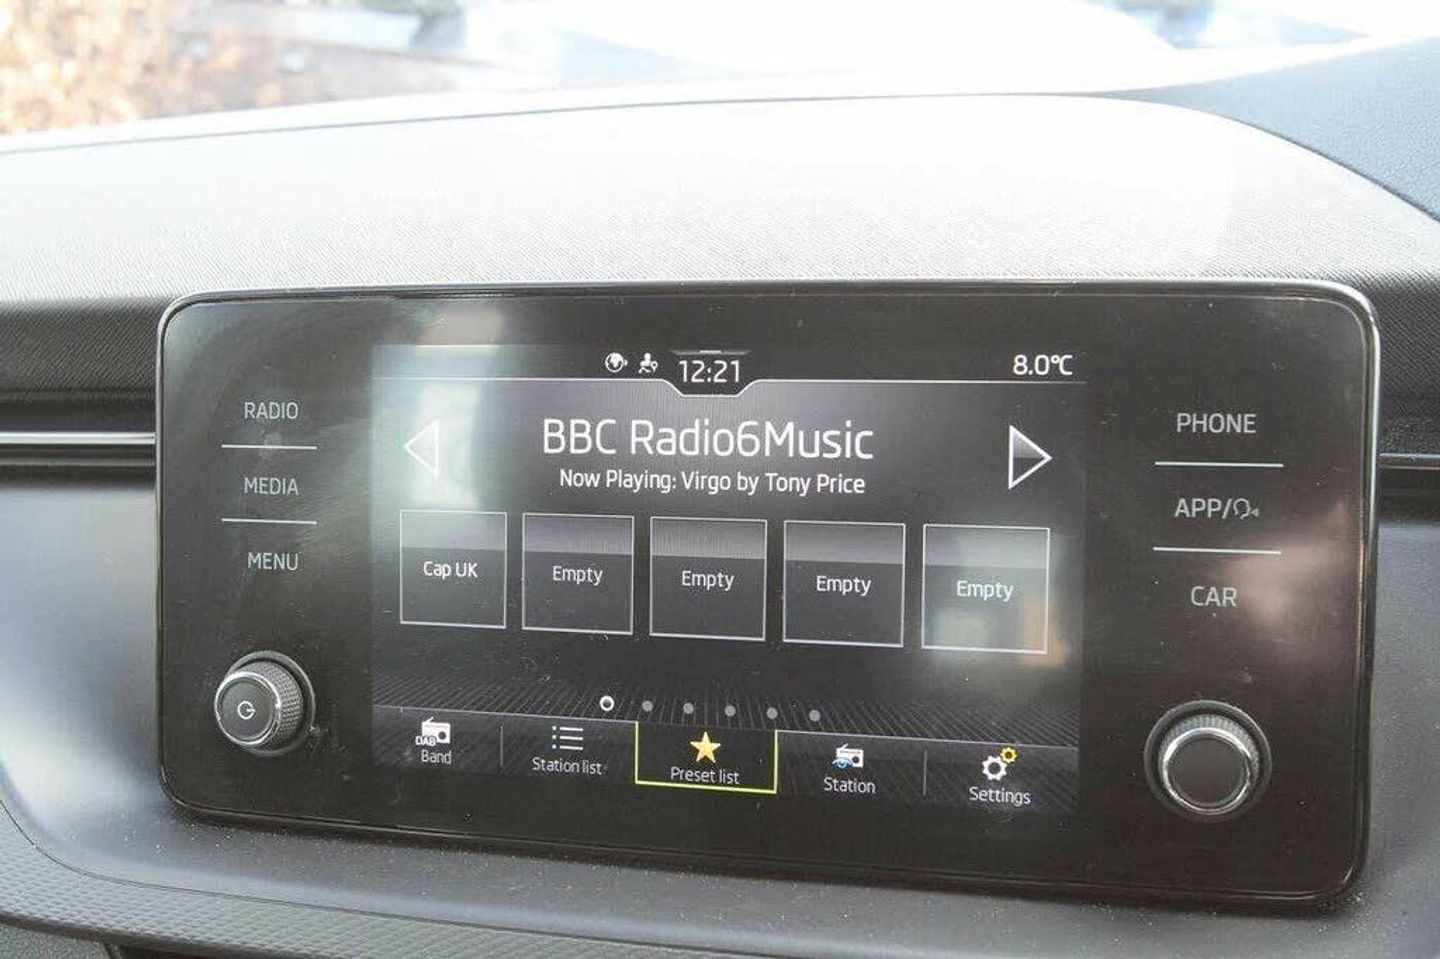 12:21
8.0°C
RADIO
MEDIA
MENU
BBC Radio6Music
Now Playing: Virgo by Tony Price
Cap UK
Empty
Empty
Empty
Empty
DAB
Band
Station list
Preset list
Station
Settings
PHONE
APP/
CAR